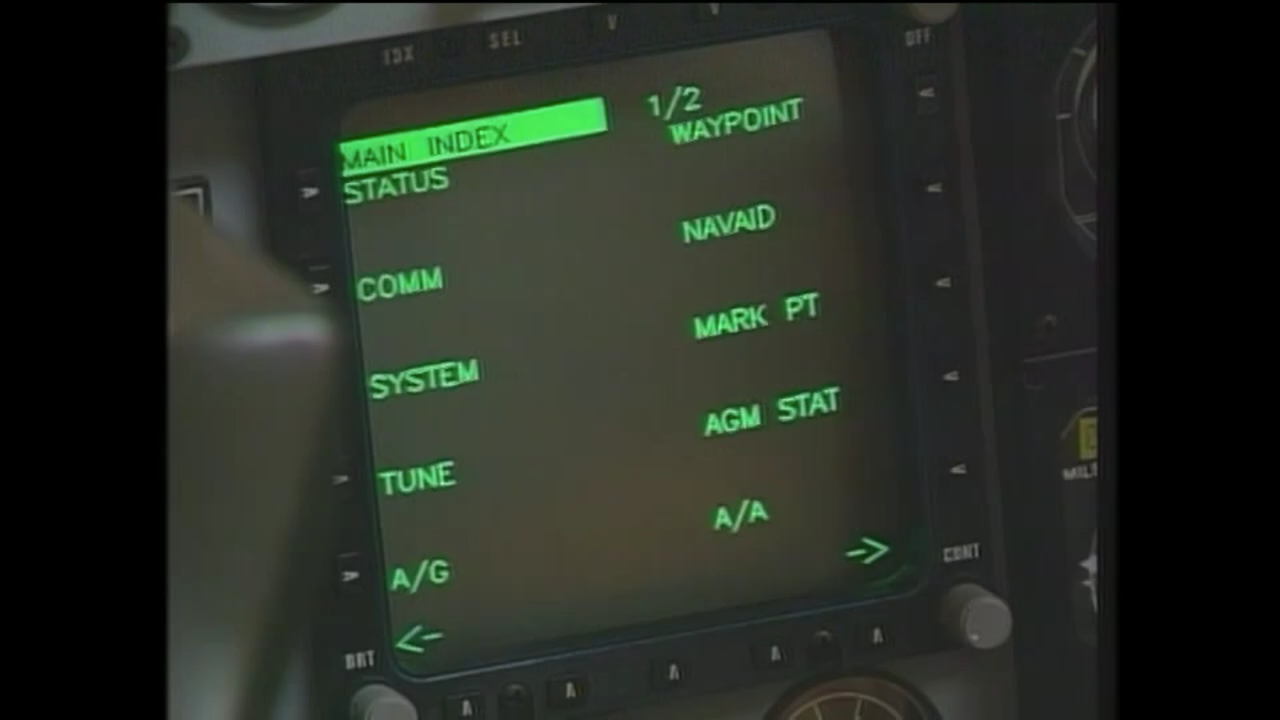 IDX SEL V V OFF
MAIN INDEX 1/2
STATUS WAYPOINT
COMM NAVAID
SYSTEM MARK PT
TUNE AGM STAT
A/G A/A
<- ->
BRT CONT
A A A A A